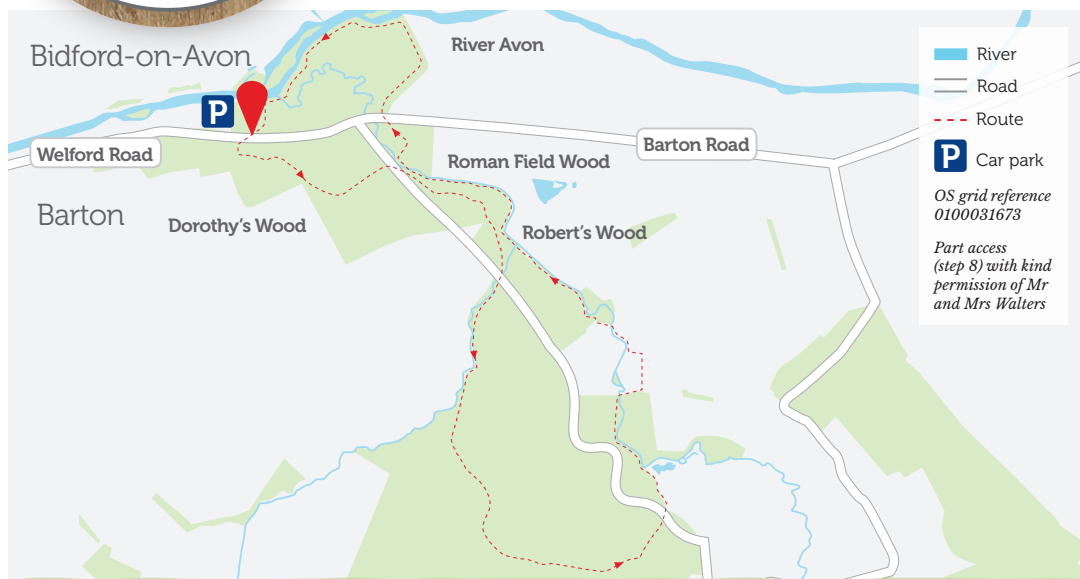 Bidford-on-Avon
River Avon
P
Welford Road
Barton Road
Roman Field Wood
Barton
Dorothy's Wood
Robert's Wood
River
Road
Route
P Car park
OS grid reference
0100031673
Part access
(step 8) with kind
permission of Mr
and Mrs Walters